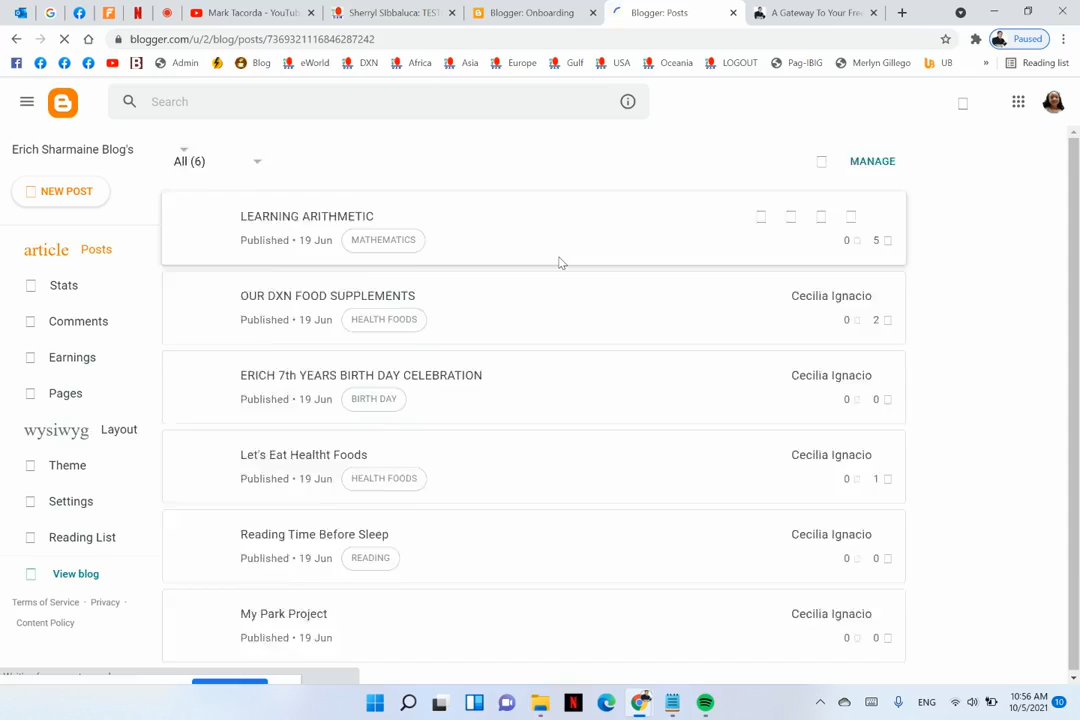 Mark Tacorda - YouTub
Sherryl SIbbaluca: TEST
Blogger: Onboarding
Blogger: Posts
A Gateway To Your Free
blogger.com/u/2/blog/posts/7369321116846287242
Paused
Admin
Blog
eWorld
DXN
Africa
Asia
Europe
Gulf
USA
Oceania
LOGOUT
Pag-IBIG
Merlyn Gillego
UB
»
Reading list
Search
Erich Sharmaine Blog's
All (6)
MANAGE
NEW POST
LEARNING ARITHMETIC
Published • 19 Jun
MATHEMATICS
0
5
article Posts
Stats
OUR DXN FOOD SUPPLEMENTS
Cecilia Ignacio
Published • 19 Jun
HEALTH FOODS
0
2
Comments
Earnings
ERICH 7th YEARS BIRTH DAY CELEBRATION
Cecilia Ignacio
Published • 19 Jun
BIRTH DAY
0
0
Pages
wysiwyg Layout
Let's Eat Healtht Foods
Cecilia Ignacio
Published • 19 Jun
HEALTH FOODS
0
1
Theme
Settings
Reading Time Before Sleep
Cecilia Ignacio
Published • 19 Jun
READING
0
0
Reading List
View blog
Terms of Service · Privacy ·
Content Policy
My Park Project
Cecilia Ignacio
Published • 19 Jun
0
0
ENG
10:56 AM
10/5/2021
10